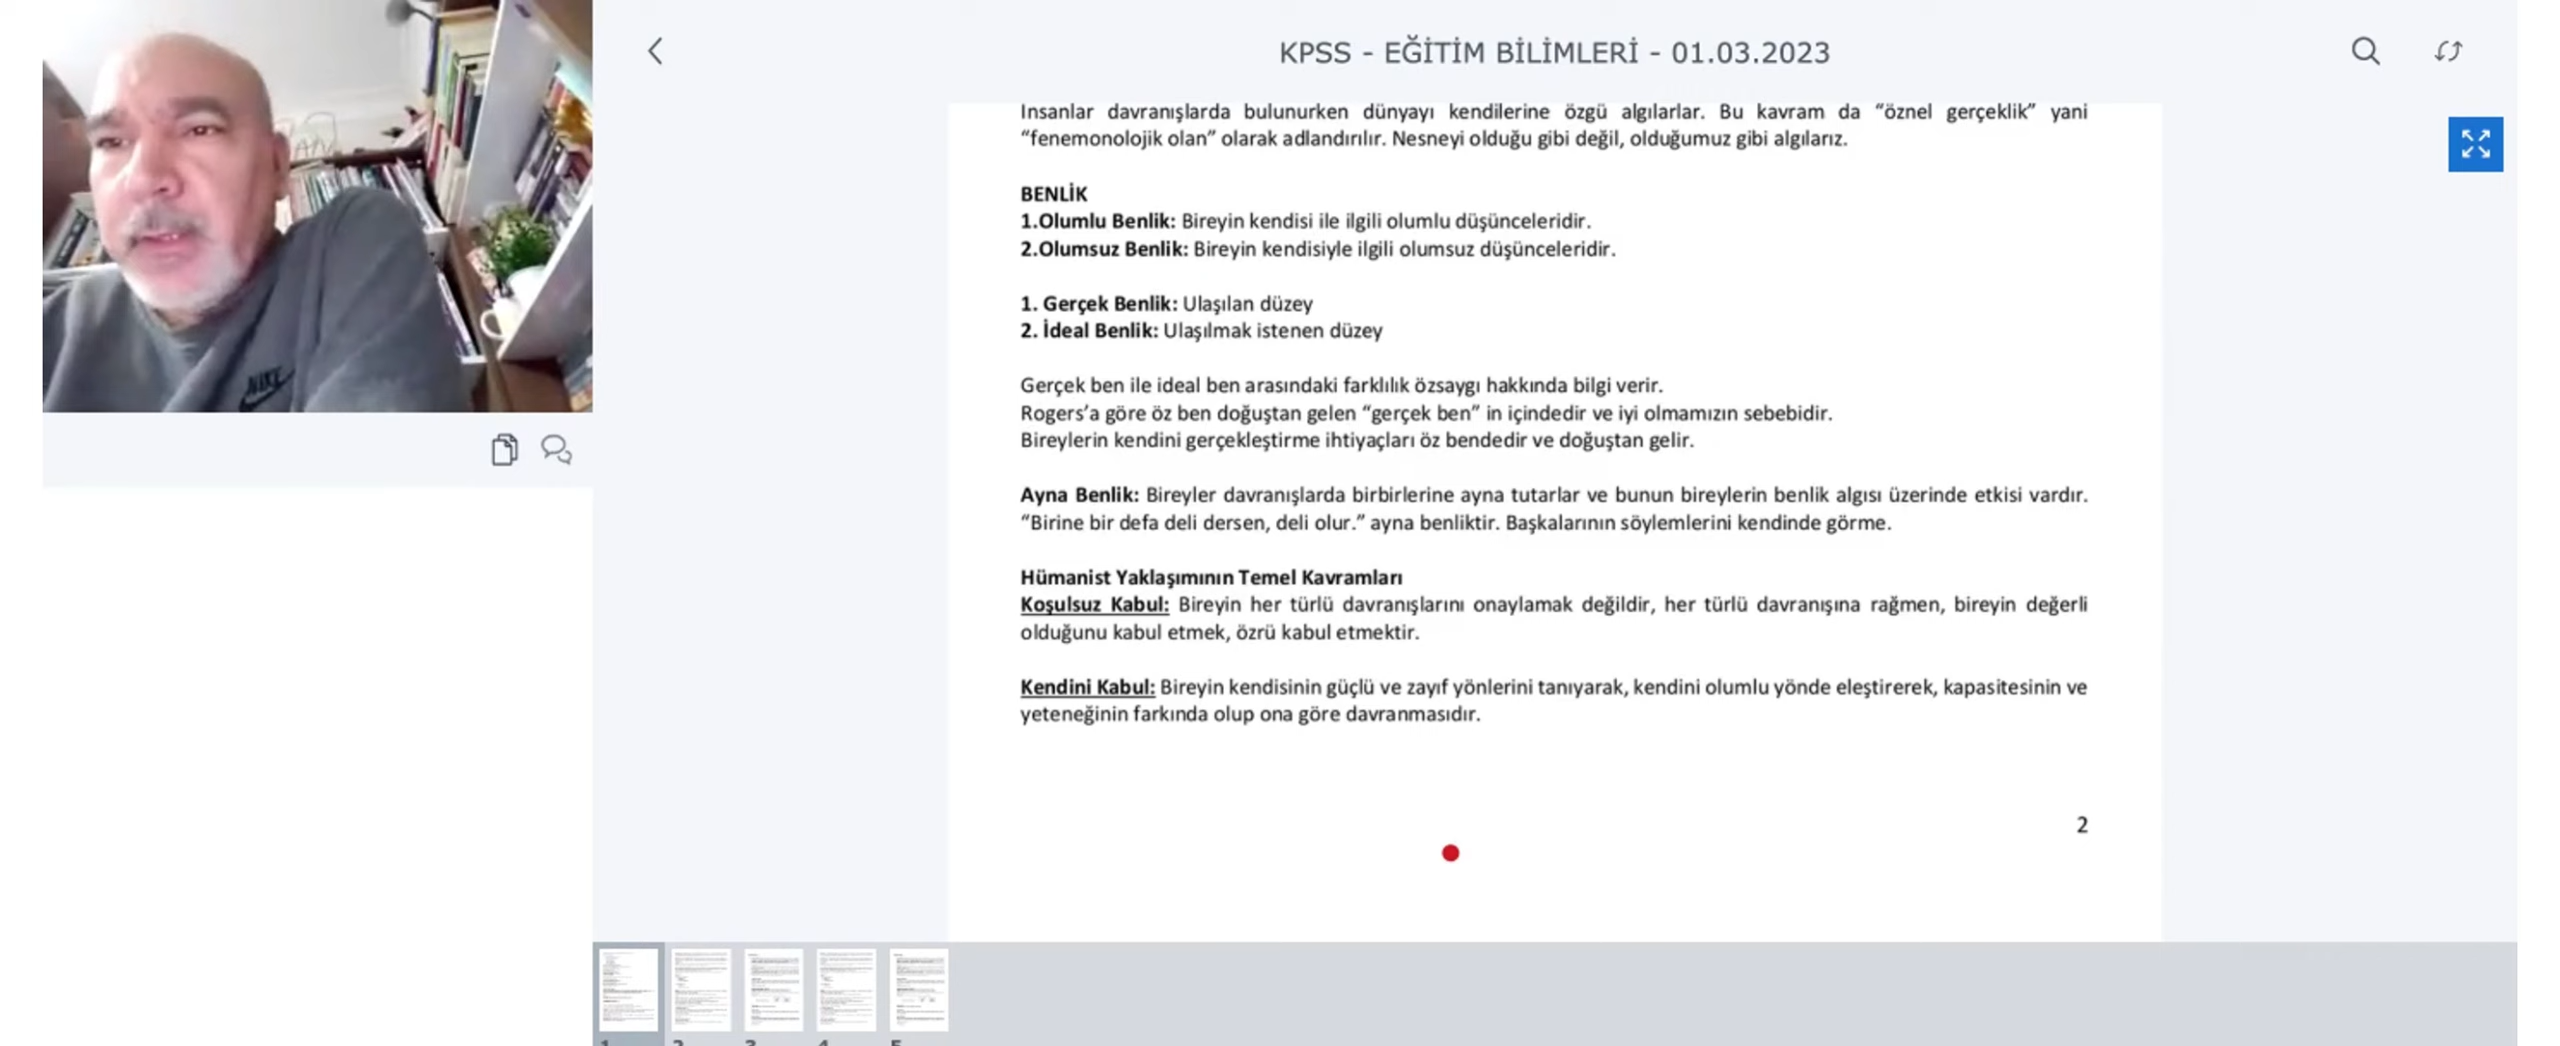 KPSS - EĞİTİM BİLİMLERİ - 01.03.2023
İnsanlar davranışlarda bulunurken dünyayı kendilerine özgü algılarlar. Bu kavram da “öznel gerçeklik” yani
“fenemonolojik olan” olarak adlandırılır. Nesneyi olduğu gibi değil, olduğumuz gibi algılarız.
BENLİK
1.Olumlu Benlik: Bireyin kendisi ile ilgili olumlu düşünceleridir.
2.Olumsuz Benlik: Bireyin kendisiyle ilgili olumsuz düşünceleridir.
1. Gerçek Benlik: Ulaşılan düzey
2. İdeal Benlik: Ulaşılmak istenen düzey
Gerçek ben ile ideal ben arasındaki farklılık özsaygı hakkında bilgi verir.
Rogers’a göre öz ben doğuştan gelen “gerçek ben” in içindedir ve iyi olmamızın sebebidir.
Bireylerin kendini gerçekleştirme ihtiyaçları öz bendedir ve doğuştan gelir.
Ayna Benlik: Bireyler davranışlarda birbirlerine ayna tutarlar ve bunun bireylerin benlik algısı üzerinde etkisi vardır.
“Birine bir defa deli dersen, deli olur.” ayna benliktir. Başkalarının söylemlerini kendinde görme.
Hümanist Yaklaşımının Temel Kavramları
Koşulsuz Kabul: Bireyin her türlü davranışlarını onaylamak değildir, her türlü davranışına rağmen, bireyin değerli
olduğunu kabul etmek, özrü kabul etmektir.
Kendini Kabul: Bireyin kendisinin güçlü ve zayıf yönlerini tanıyarak, kendini olumlu yönde eleştirerek, kapasitesinin ve
yeteneğinin farkında olup ona göre davranmasıdır.
2
NIKE
1 2 3 4 5